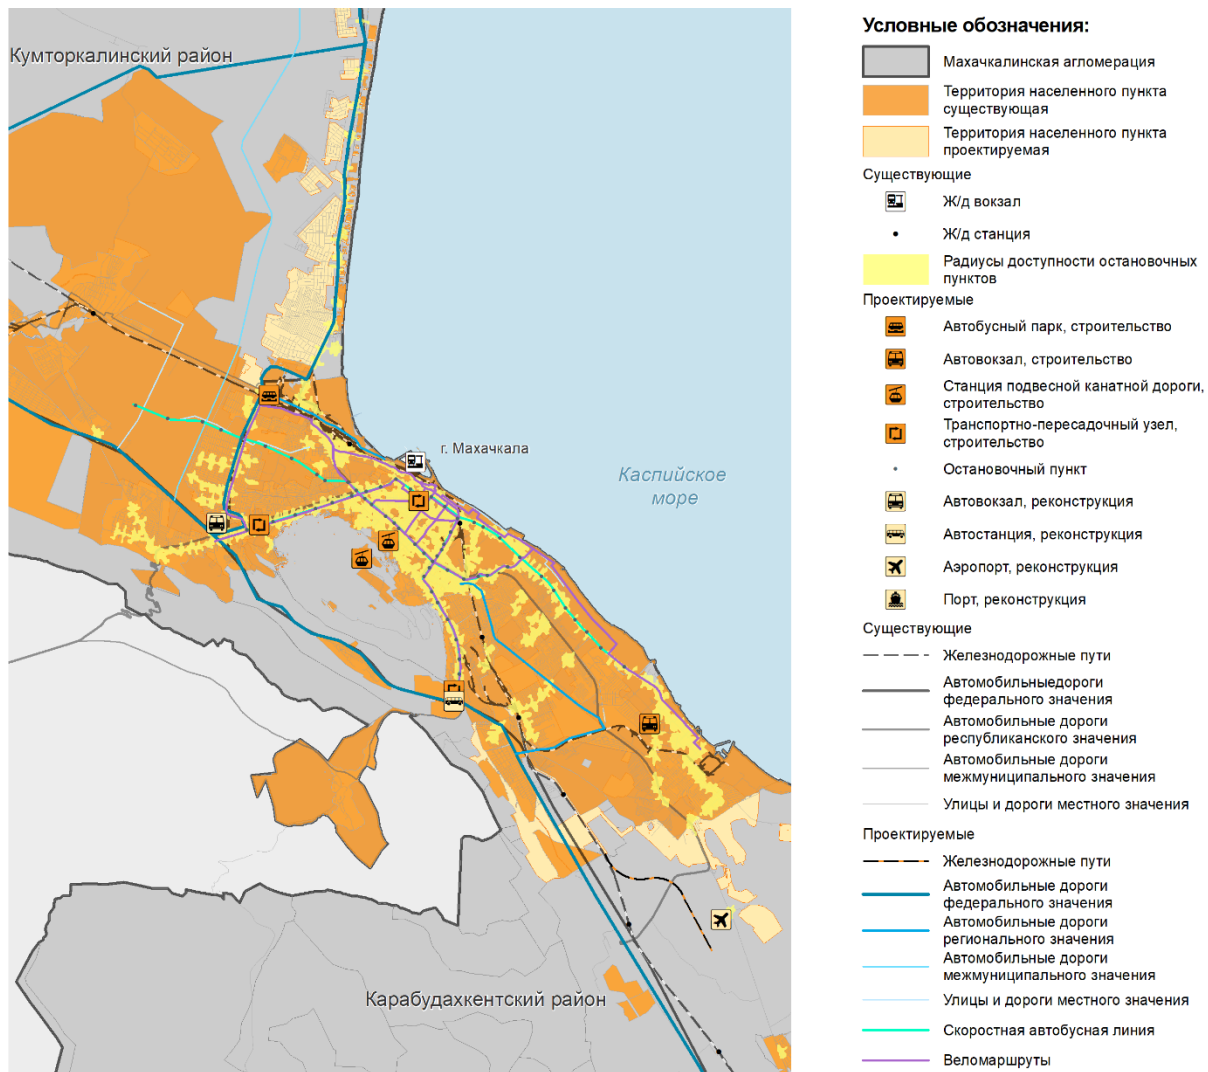 Кумторкалинский район
г. Махачкала
Каспийское
море
Карабудахкентский район
Условные обозначения:
Махачкалинская агломерация
Территория населенного пункта
существующая
Территория населенного пункта
проектируемая
Существующие
Ж/д вокзал
Ж/д станция
Радиусы доступности остановочных
пунктов
Проектируемые
Автобусный парк, строительство
Автовокзал, строительство
Станция подвесной канатной дороги,
строительство
Транспортно-пересадочный узел,
строительство
Остановочный пункт
Автовокзал, реконструкция
Автостанция, реконструкция
Аэропорт, реконструкция
Порт, реконструкция
Существующие
Железнодорожные пути
Автомобильныедороги
федерального значения
Автомобильные дороги
республиканского значения
Автомобильные дороги
межмуниципального значения
Улицы и дороги местного значения
Проектируемые
Железнодорожные пути
Автомобильные дороги
федерального значения
Автомобильные дороги
регионального значения
Автомобильные дороги
межмуниципального значения
Улицы и дороги местного значения
Скоростная автобусная линия
Веломаршруты